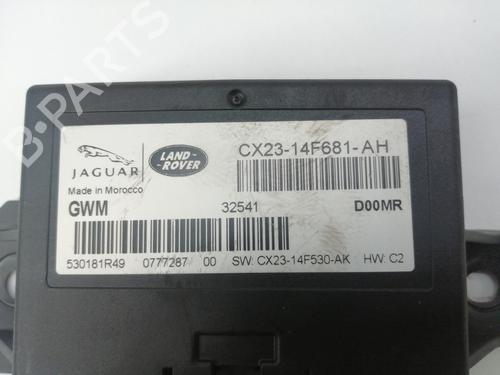 JAGUAR
LAND-
ROVER
CX23-14F681-AH
Made in Morocco
GWM 32541 D00MR
530181R49 0777287 00 SW: CX23-14F530-AK HW: C2
B-PARTS